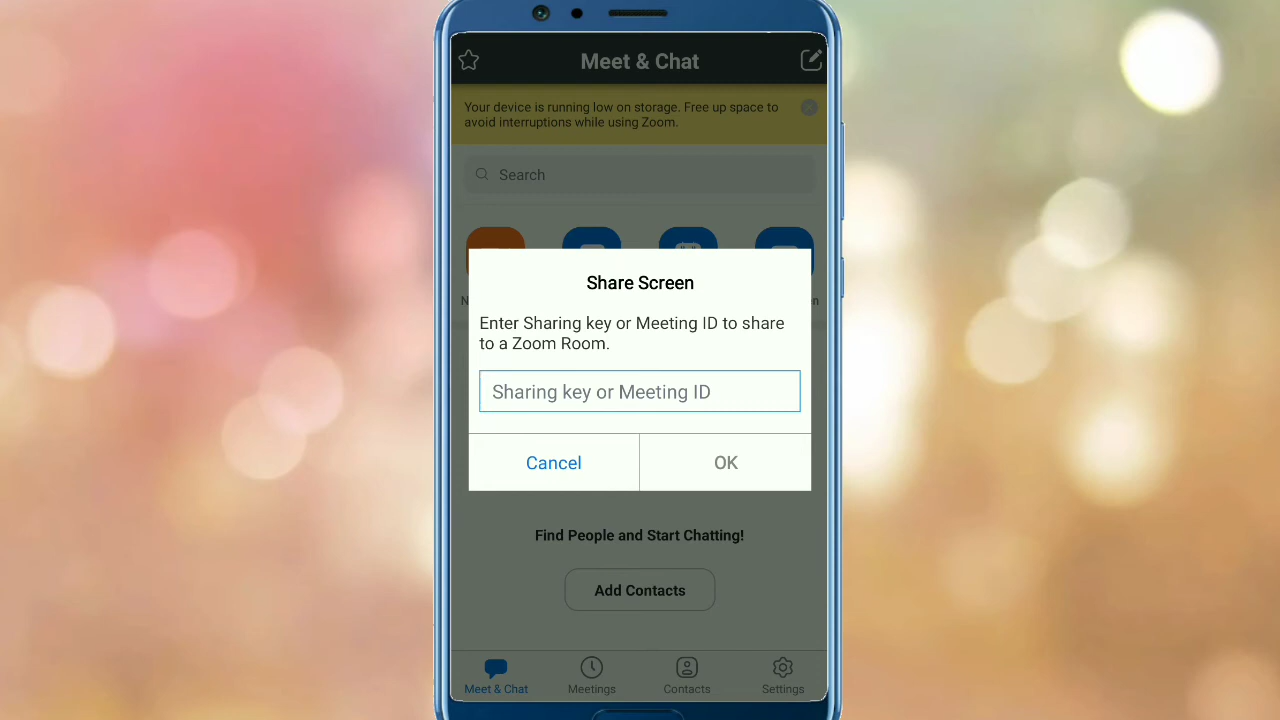 Meet & Chat
Your device is running low on storage. Free up space to
avoid interruptions while using Zoom.
Search
Share Screen
Enter Sharing key or Meeting ID to share
to a Zoom Room.
Sharing key or Meeting ID
Cancel
OK
Find People and Start Chatting!
Add Contacts
Meet & Chat
Meetings
Contacts
Settings